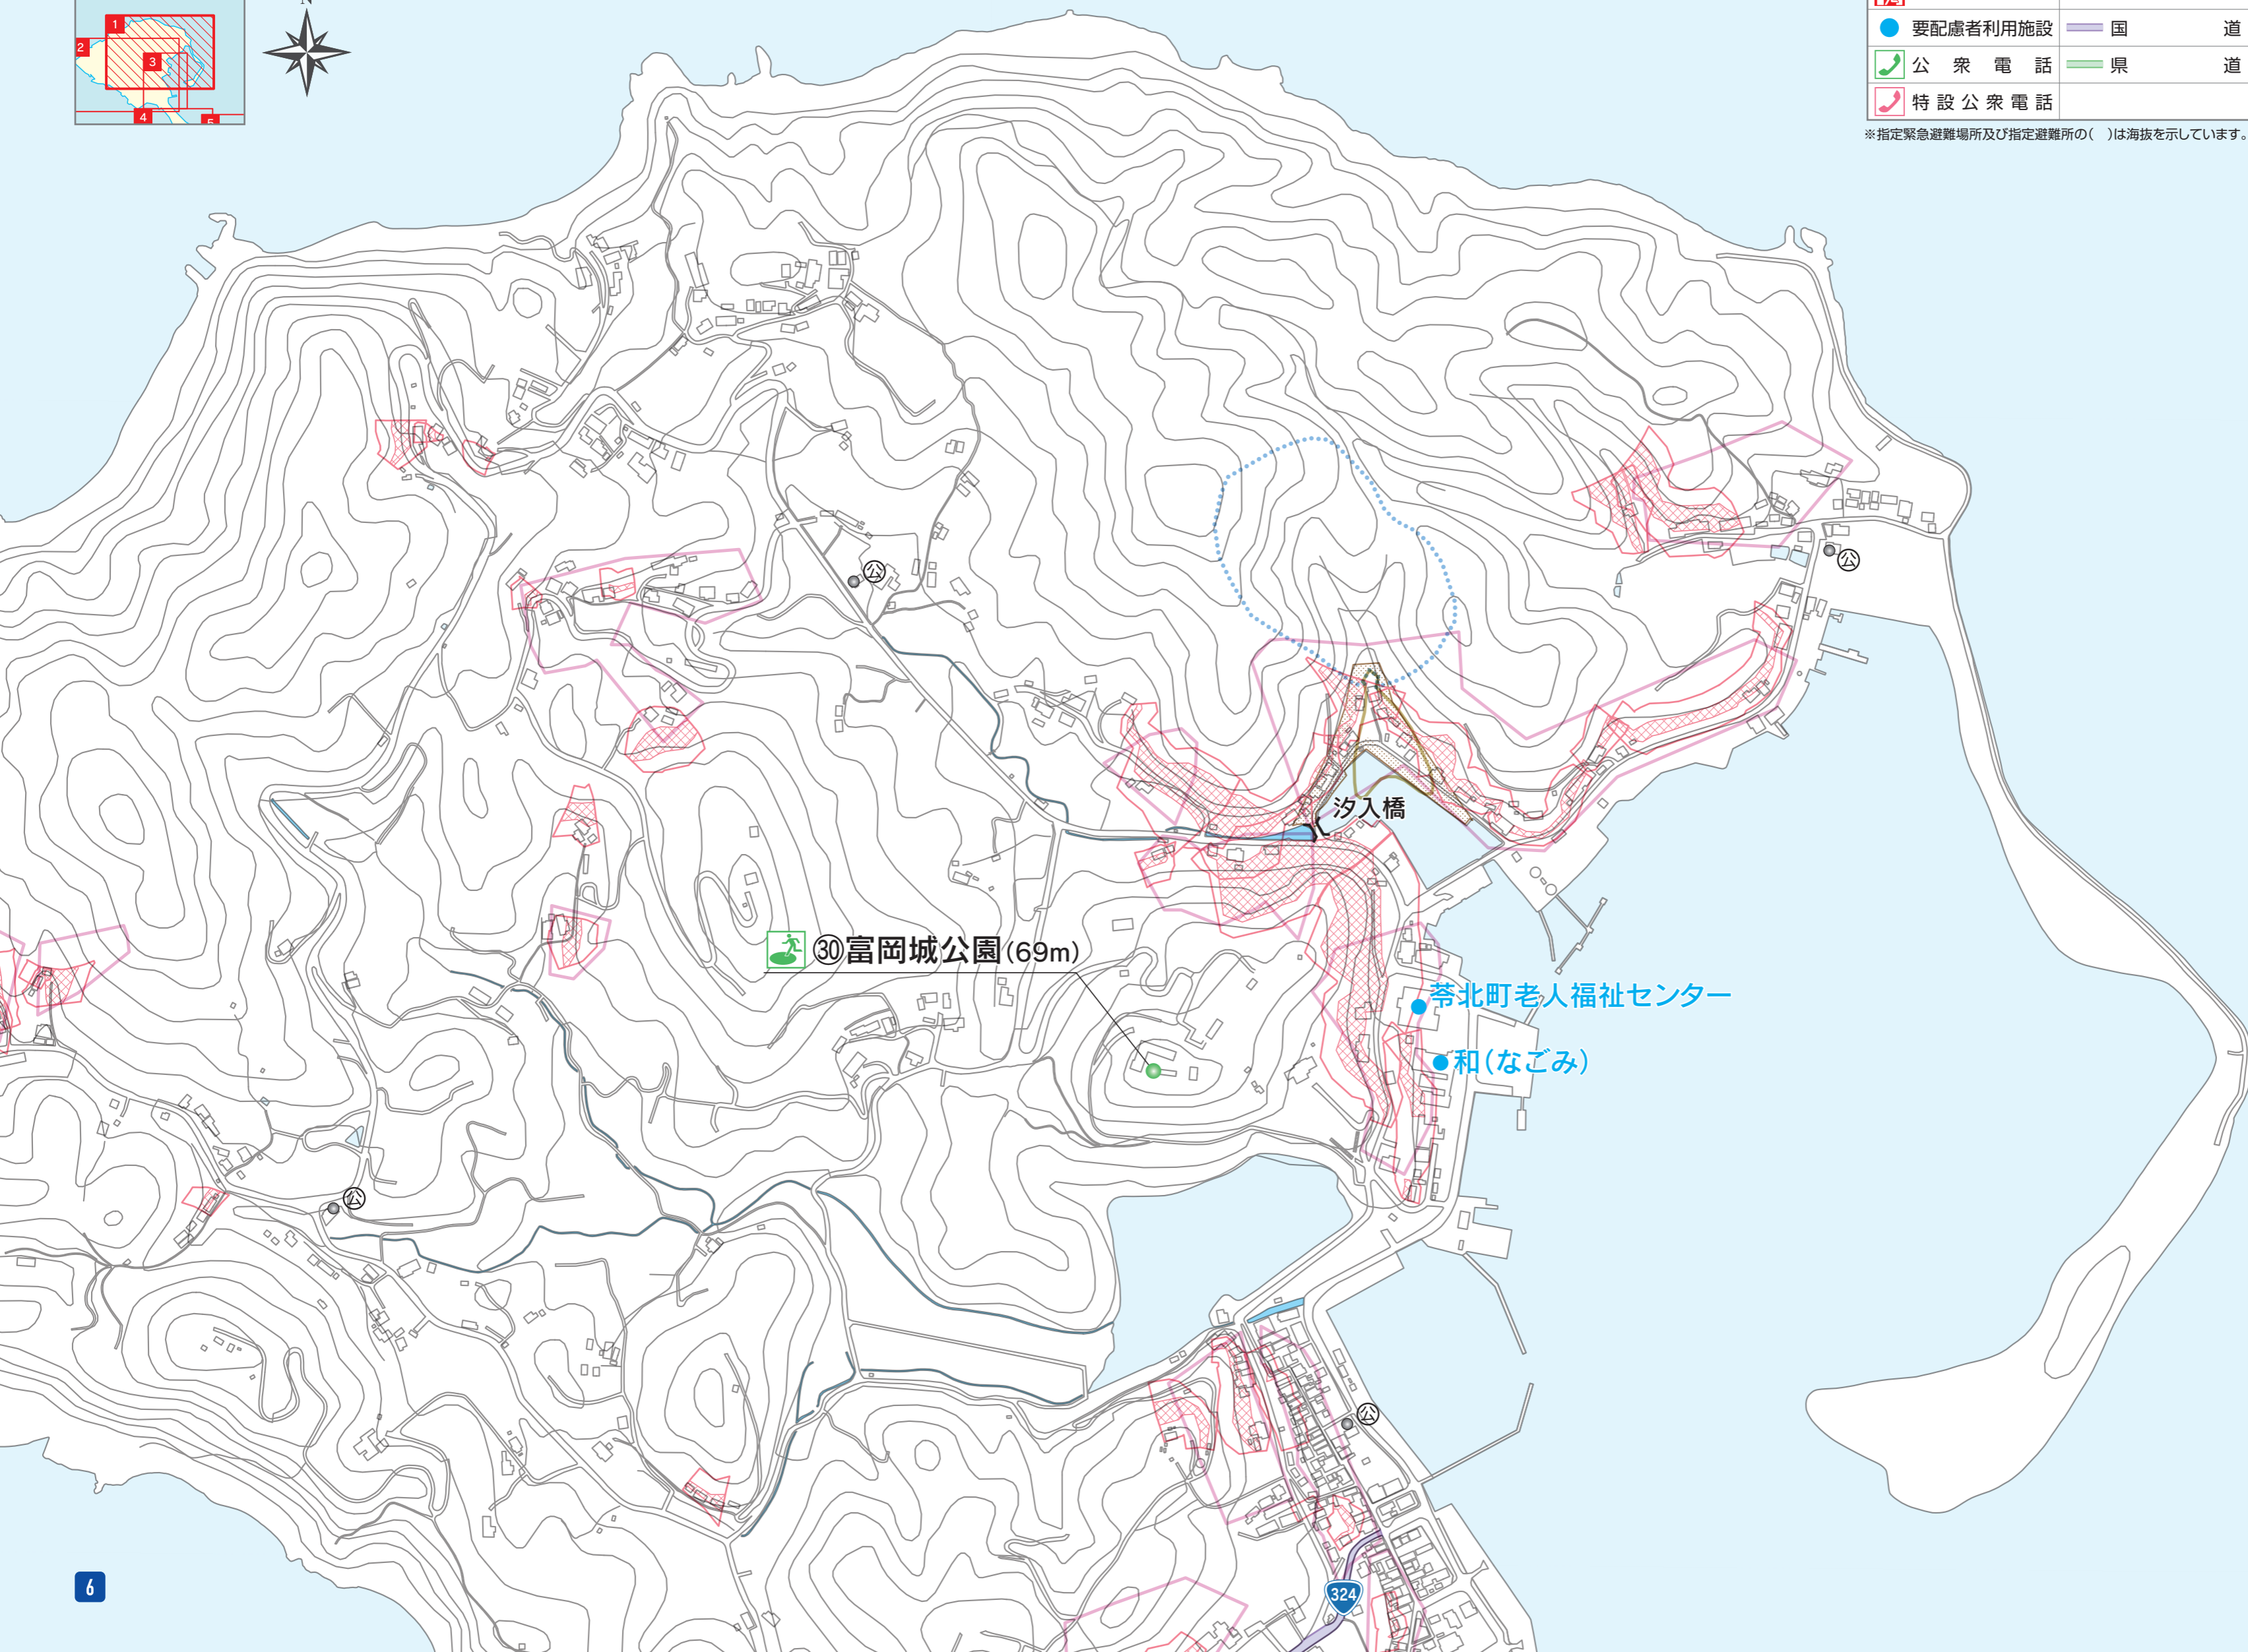 N
1
2
3
4
5
要配慮者利用施設
国道
公衆電話
県道
特設公衆電話
※指定緊急避難場所及び指定避難所の( )は海抜を示しています。
公
公
汐入橋
㉚富岡城公園(69m)
苓北町老人福祉センター
和(なごみ)
公
公
324
6